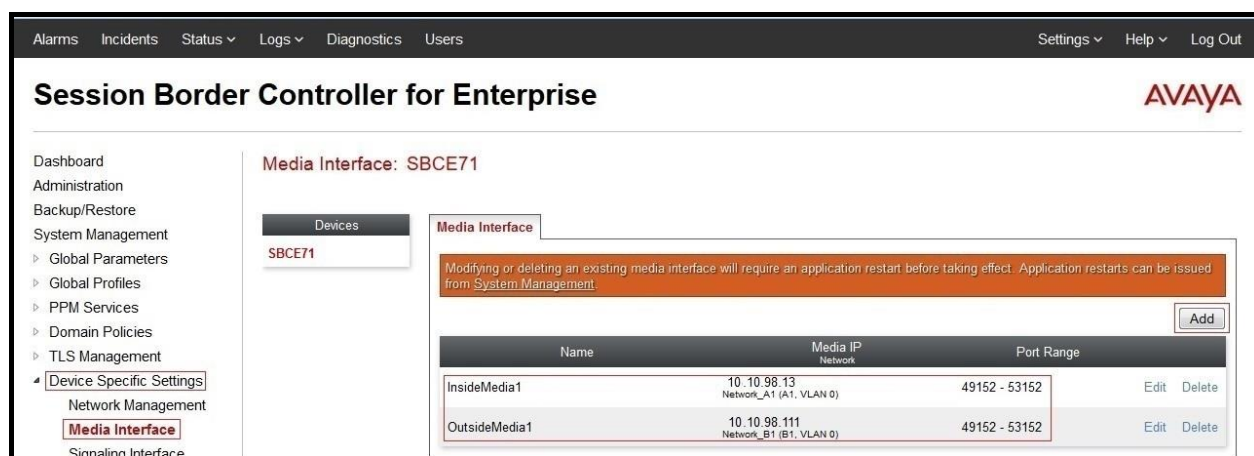 Alarms Incidents Status Logs Diagnostics Users Settings Help Log Out
Session Border Controller for Enterprise
AVAYA
Dashboard
Administration
Backup/Restore
System Management
Global Parameters
Global Profiles
PPM Services
Domain Policies
TLS Management
Device Specific Settings
Network Management
Media Interface
Signaling Interface
Media Interface: SBCE71
Devices
SBCE71
Media Interface
Modifying or deleting an existing media interface will require an application restart before taking effect. Application restarts can be issued
from System Management.
Add
Name Media IP Port Range
Network
InsideMedia1 10.10.98.13 49152 - 53152 Edit Delete
Network_A1 (A1, VLAN 0)
OutsideMedia1 10.10.98.111 49152 - 53152 Edit Delete
Network_B1 (B1, VLAN 0)